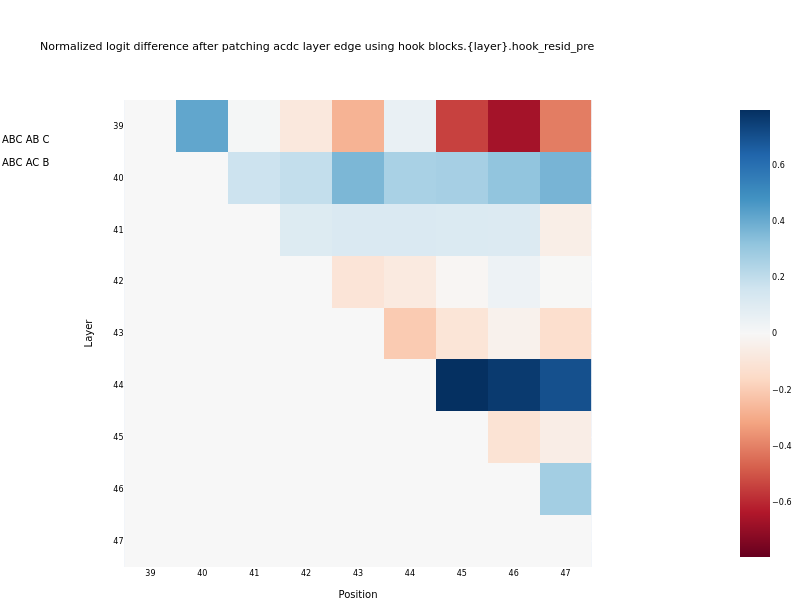 Normalized logit difference after patching acdc layer edge using hook blocks.{layer}.hook_resid_pre
ABC AB C
ABC AC B
Layer
39
40
41
42
43
44
45
46
47
39 40 41 42 43 44 45 46 47
Position
0.6
0.4
0.2
0
−0.2
−0.4
−0.6